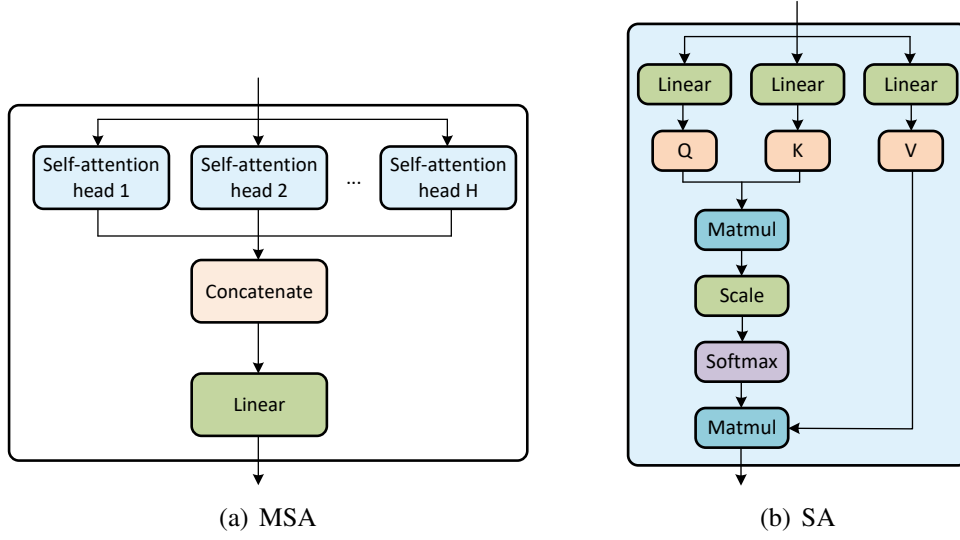 Self-attention
head 1
Self-attention
head 2
...
Self-attention
head H
Concatenate
Linear
(a) MSA
Linear
Linear
Linear
Q
K
V
Matmul
Scale
Softmax
Matmul
(b) SA